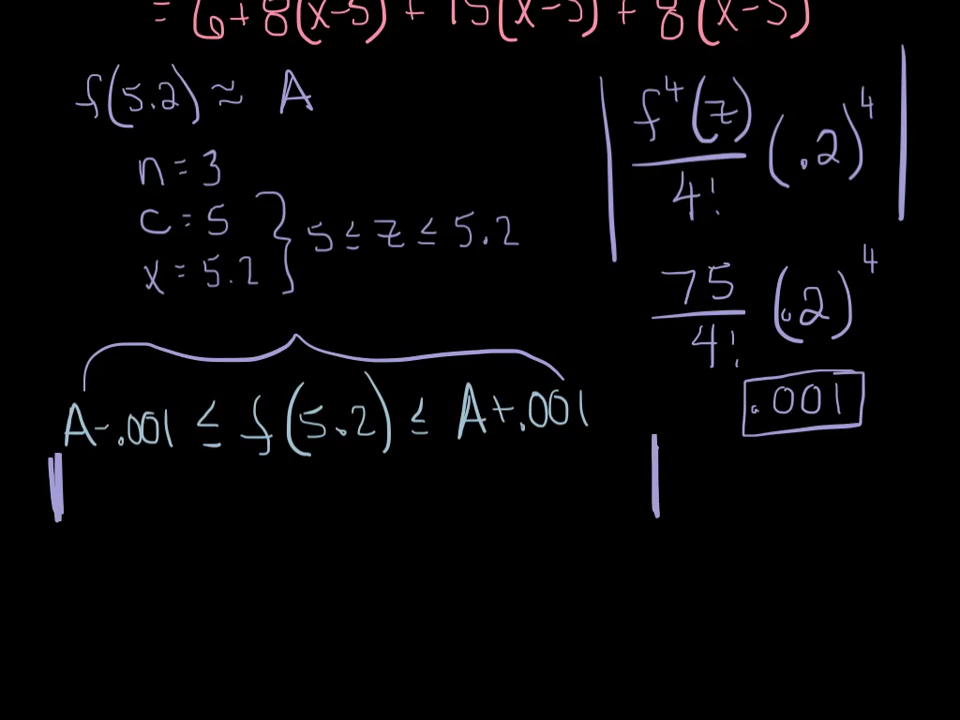 = 6+8(x-5) + 15(x-5) + 8(x-5)
f(5.2) ≈ A
n=3
c=5
x=5.2
} 5 ≤ z ≤ 5.2
A-.001 ≤ f(5.2) ≤ A+.001
| f⁴(z) / 4! (.2)⁴ |
75 / 4! (.2)⁴
.001